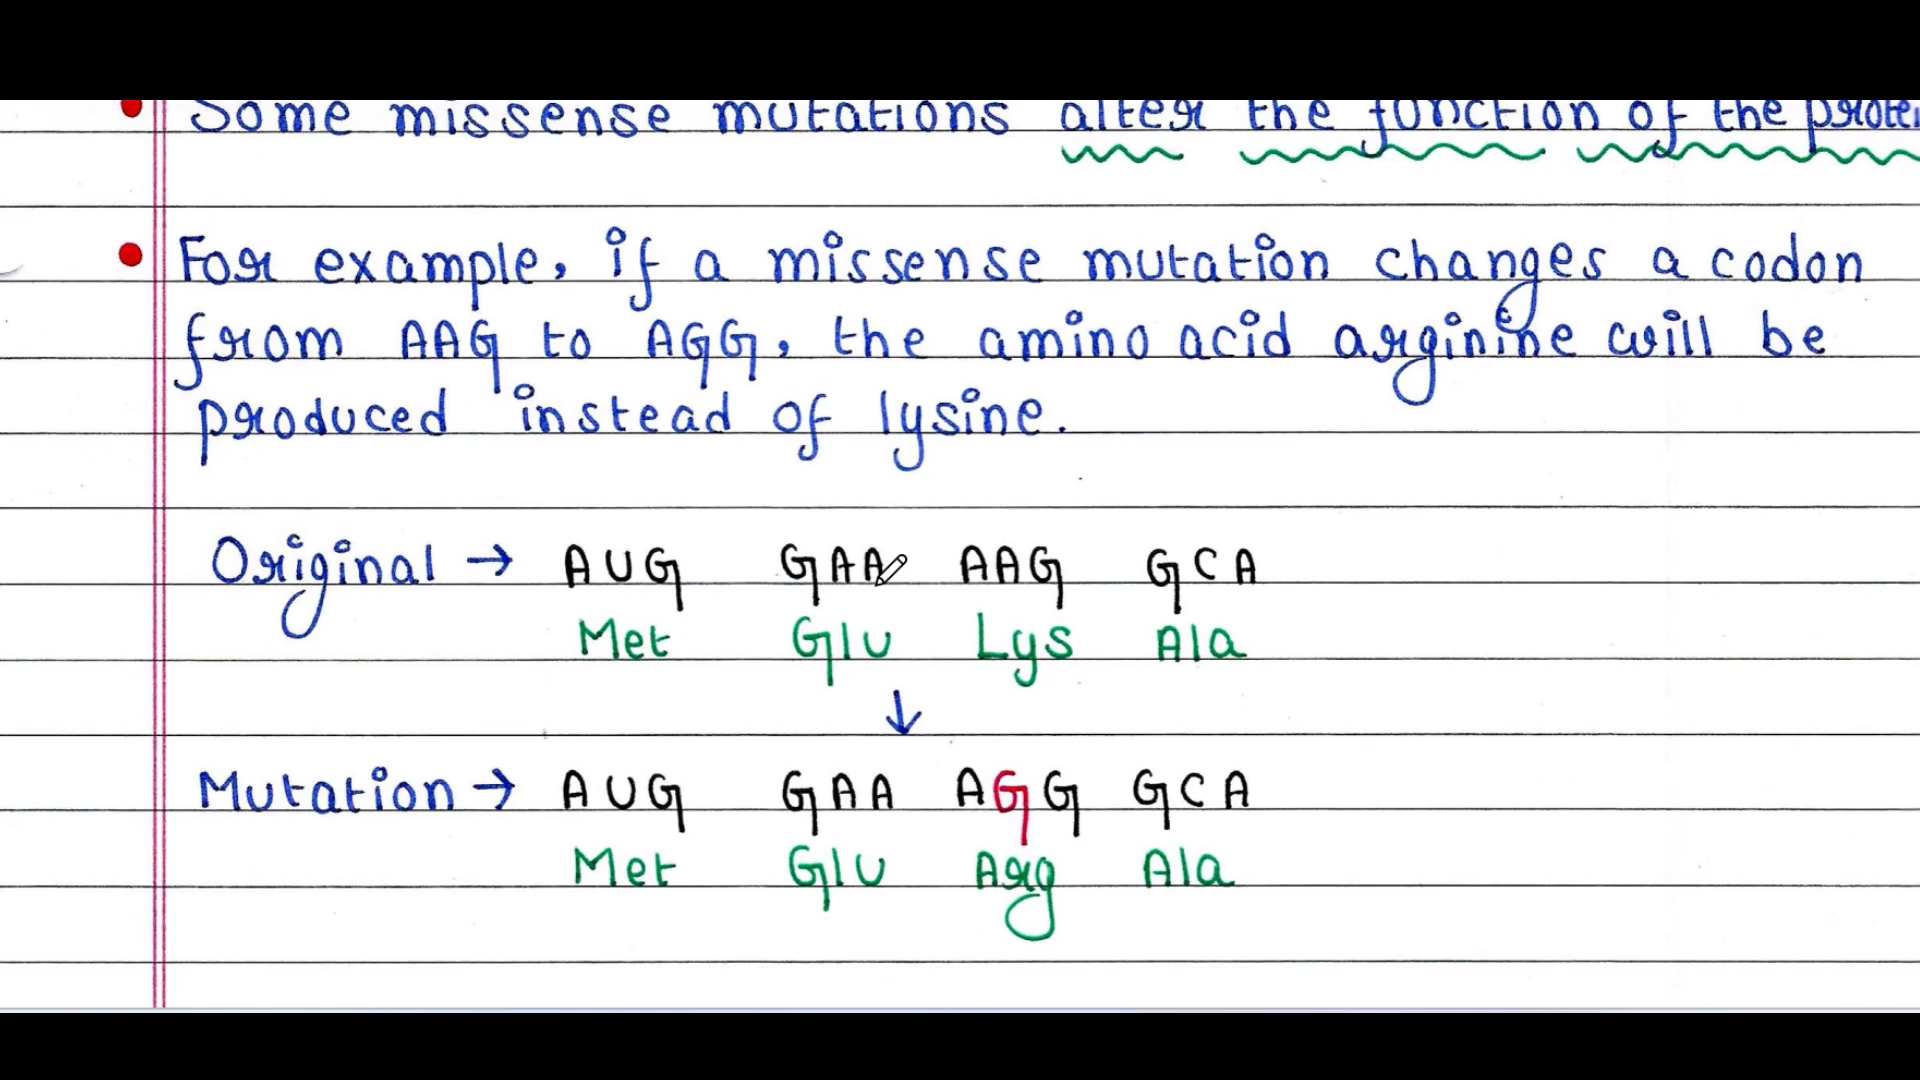 Some missense mutations alter the function of the
For example, if a missense mutation changes a codon
from AAG to AGG, the amino acid arginine will be
produced instead of lysine.
Original → AUG GAA AAG GCA
Met Glu Lys Ala
↓
Mutation → AUG GAA AGG GCA
Met Glu Arg Ala